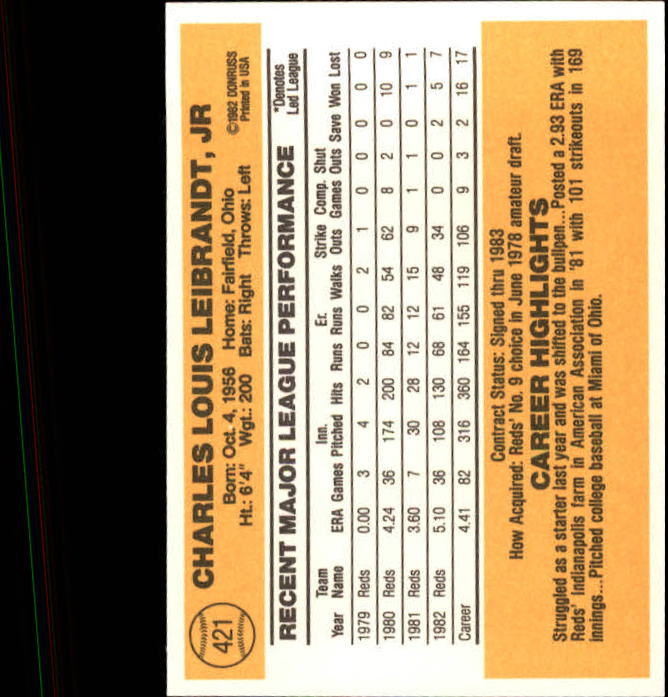 421
CHARLES LOUIS LEIBRANDT, JR
Born: Oct. 4, 1956 Home: Fairfield, Ohio ©1982 DONRUSS
Ht.: 6'4" Wgt.: 200 Bats: Right Throws: Left Printed in USA
RECENT MAJOR LEAGUE PERFORMANCE *Denotes
Led League
Team Inn. Er. Strike Comp. Shut
Year Name ERA Games Pitched Hits Runs Runs Walks Outs Games Outs Save Won Lost
1979 Reds 0.00 3 4 2 0 0 2 1 0 0 0 0 0
1980 Reds 4.24 36 174 200 84 82 54 62 8 2 0 10 9
1981 Reds 3.60 7 30 28 12 12 15 9 1 1 0 1 1
1982 Reds 5.10 36 108 130 68 61 48 34 0 0 2 5 7
Career 4.41 82 316 360 164 155 119 106 9 3 2 16 17
Contract Status: Signed thru 1983
How Acquired: Reds' No. 9 choice in June 1978 amateur draft.
CAREER HIGHLIGHTS
Struggled as a starter last year and was shifted to the bullpen...Posted a 2.93 ERA with
Reds' Indianapolis farm in American Association in '81 with 101 strikeouts in 169
innings...Pitched college baseball at Miami of Ohio.